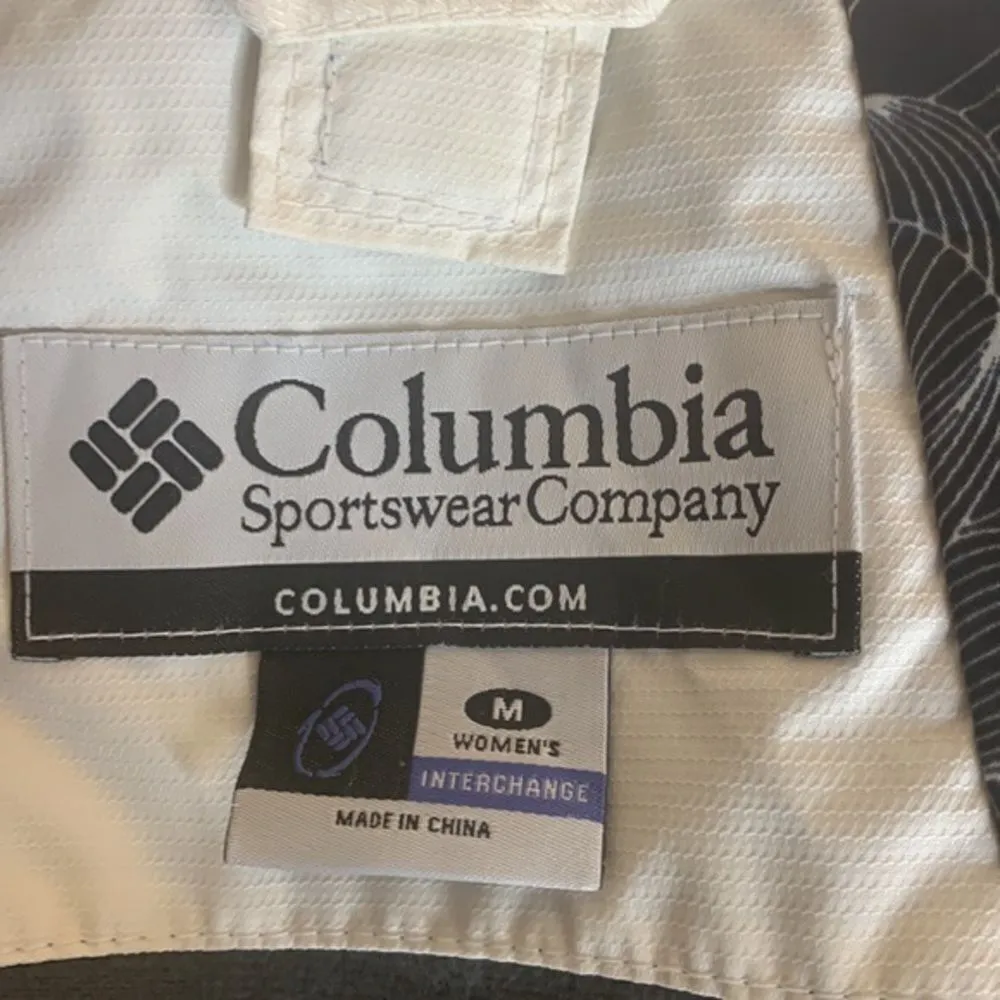 Columbia
Sportswear Company
COLUMBIA.COM
M
WOMEN'S
INTERCHANGE
MADE IN CHINA